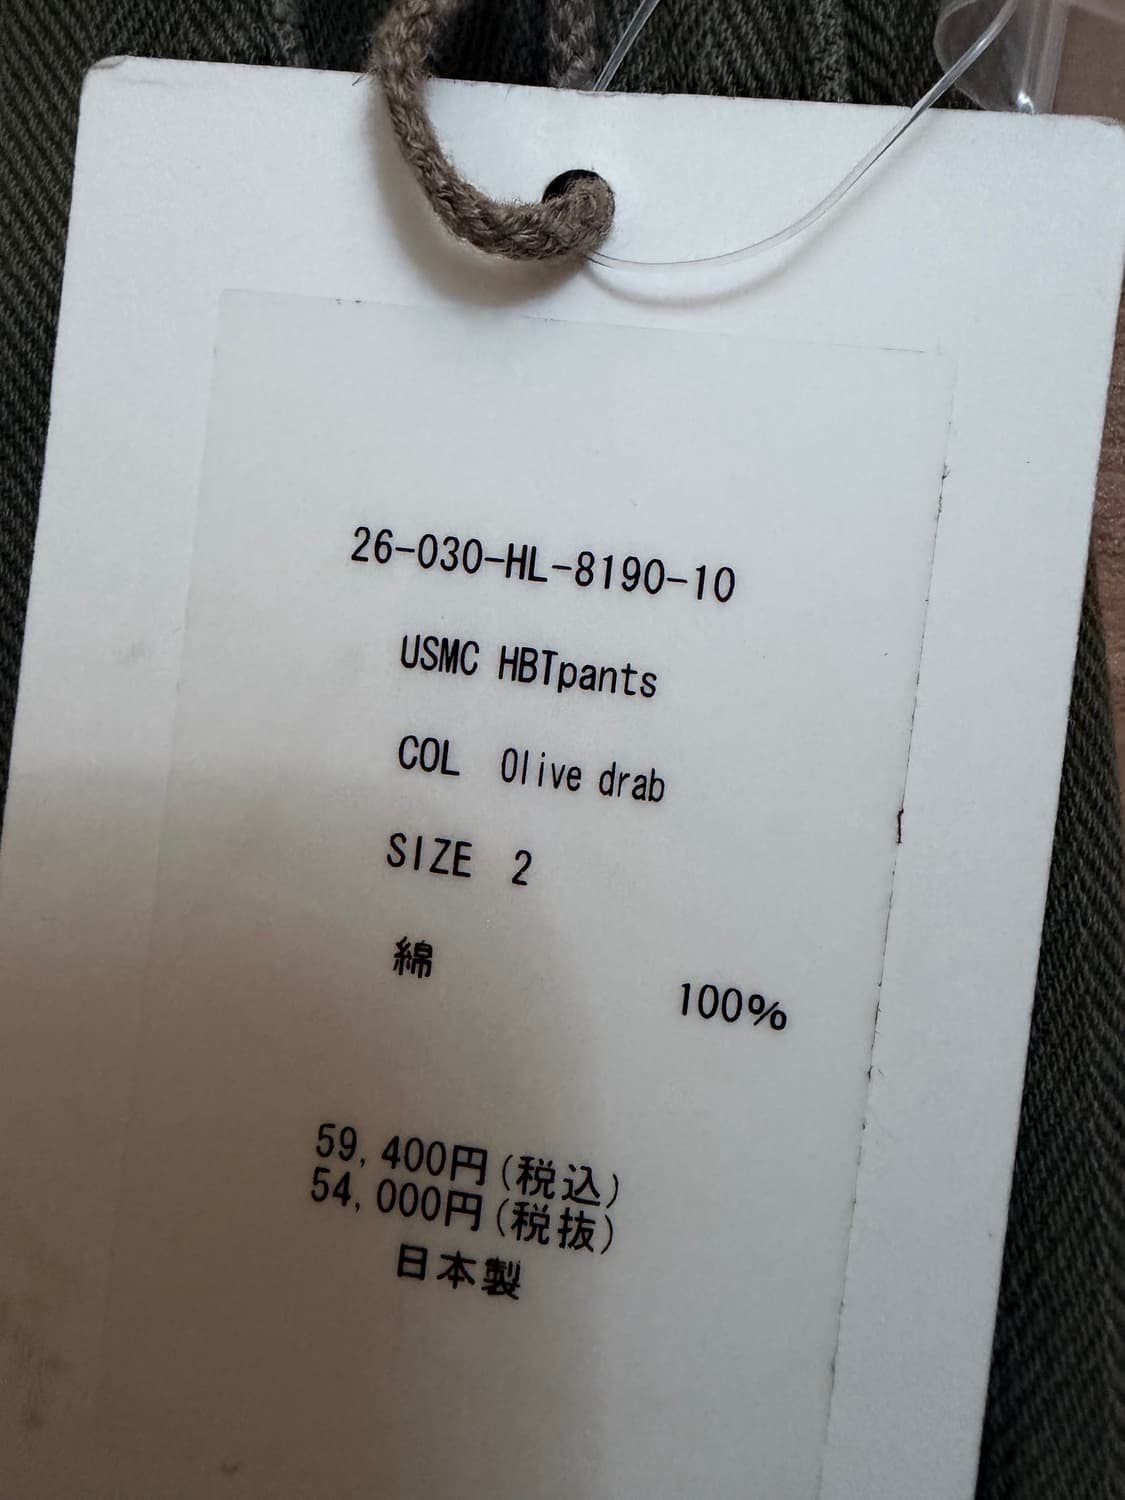 26-030-HL-8190-10
USMC HBTpants
COL Olive drab
SIZE 2
綿 100%
59,400円(税込)
54,000円(税抜)
日本製